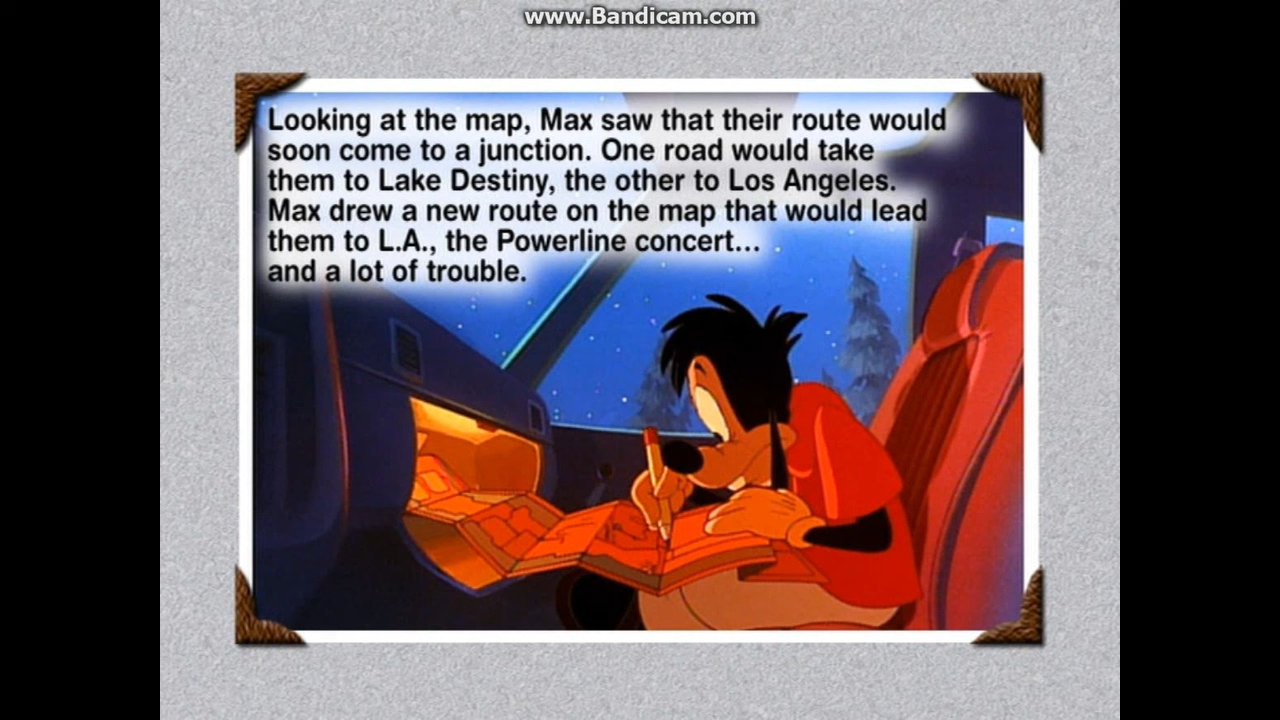 www.Bandicam.com
Looking at the map, Max saw that their route would
soon come to a junction. One road would take
them to Lake Destiny, the other to Los Angeles.
Max drew a new route on the map that would lead
them to L.A., the Powerline concert...
and a lot of trouble.